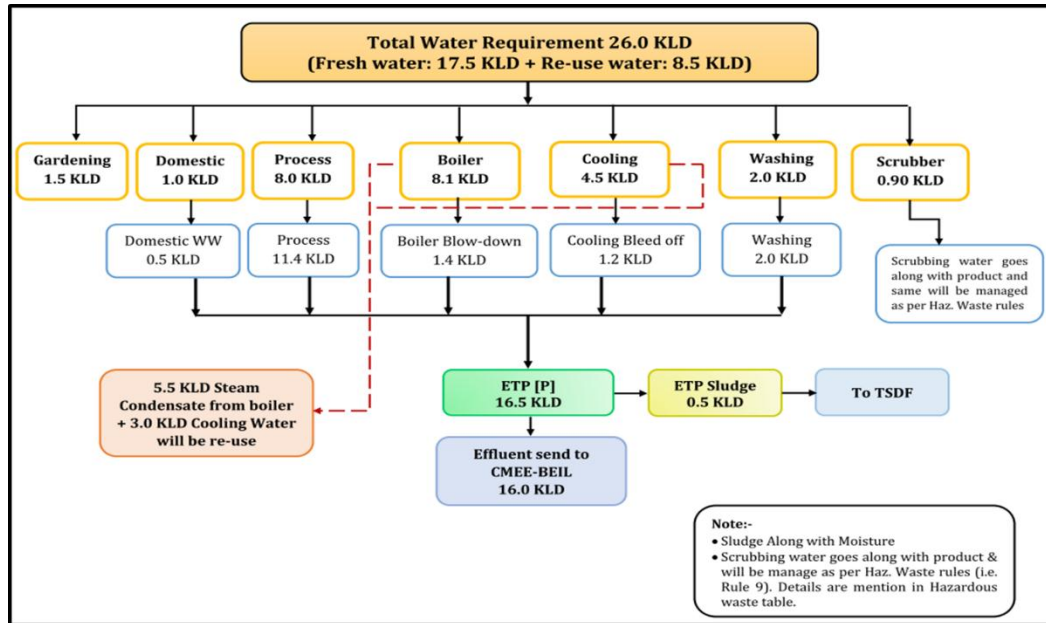 Total Water Requirement 26.0 KLD
(Fresh water: 17.5 KLD + Re-use water: 8.5 KLD)
Gardening
1.5 KLD
Domestic
1.0 KLD
Process
8.0 KLD
Boiler
8.1 KLD
Cooling
4.5 KLD
Washing
2.0 KLD
Scrubber
0.90 KLD
Domestic WW
0.5 KLD
Process
11.4 KLD
Boiler Blow-down
1.4 KLD
Cooling Bleed off
1.2 KLD
Washing
2.0 KLD
Scrubbing water goes
along with product and
same will be managed
as per Haz. Waste rules
5.5 KLD Steam
Condensate from boiler
+ 3.0 KLD Cooling Water
will be re-use
ETP [P]
16.5 KLD
ETP Sludge
0.5 KLD
To TSDF
Effluent send to
CMEE-BEIL
16.0 KLD
Note:-
• Sludge Along with Moisture
• Scrubbing water goes along with product &
will be manage as per Haz. Waste rules (i.e.
Rule 9). Details are mention in Hazardous
waste table.